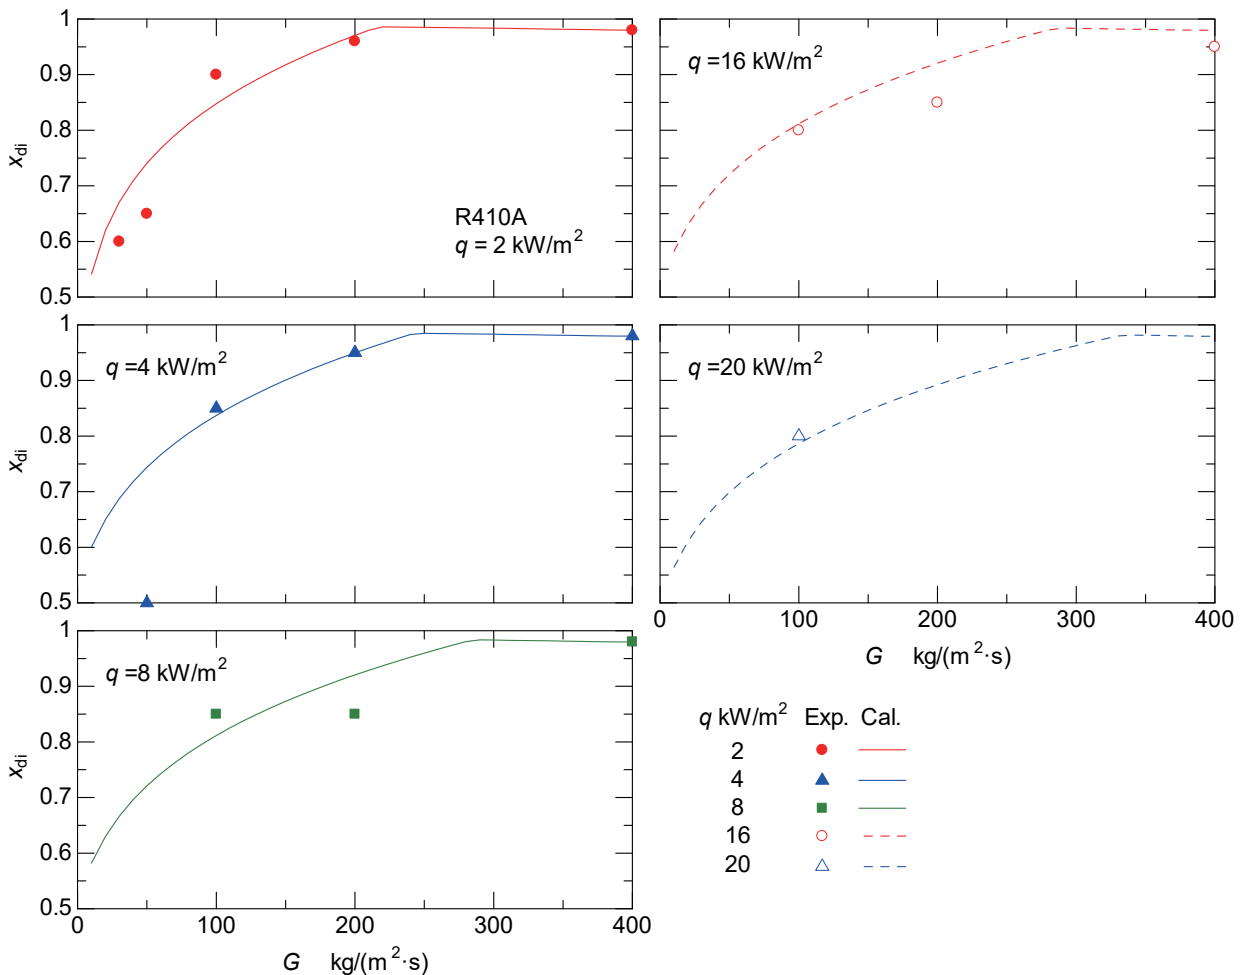 1
0.9
0.8
0.7
0.6
0.5
x_di
R410A
q = 2 kW/m²
q =16 kW/m²
1
0.9
0.8
0.7
0.6
0.5
x_di
q =4 kW/m²
q =20 kW/m²
0 100 200 300 400
G kg/(m²·s)
1
0.9
0.8
0.7
0.6
0.5
x_di
q =8 kW/m²
0 100 200 300 400
G kg/(m²·s)
q kW/m² Exp. Cal.
2
4
8
16
20